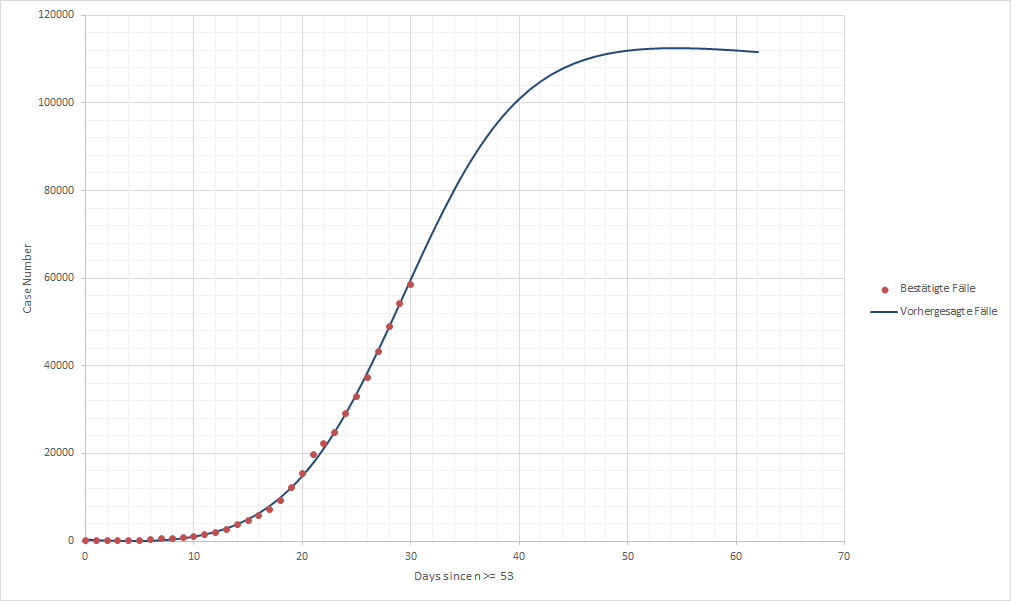 120000
100000
80000
60000
40000
20000
0
0 10 20 30 40 50 60 70
Case Number
Days since n >= 53
Bestätigte Fälle
Vorhergesagte Fälle